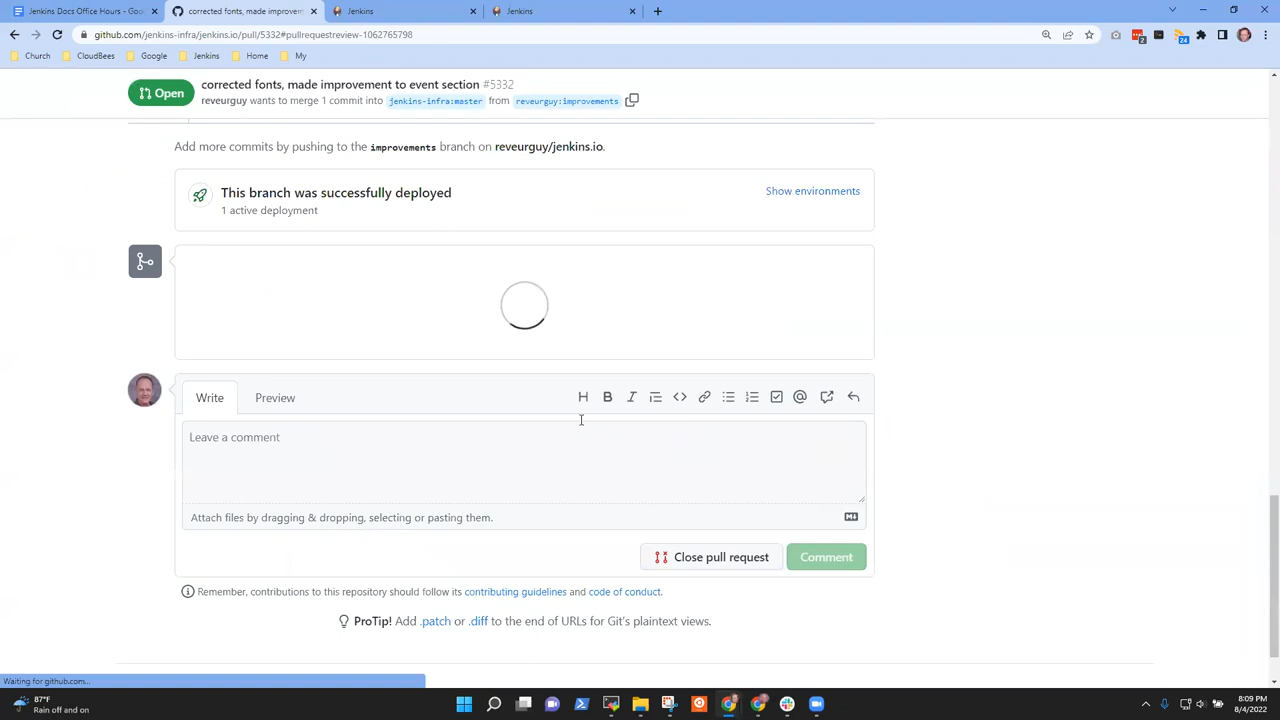 Jenkins Docs Office Hours - Goo
corrected fonts, made improvem
Jenkins
Jenkins
github.com/jenkins-infra/jenkins.io/pull/5332#pullrequestreview-1062765798
2
24
Church
CloudBees
Google
Jenkins
Home
My
Open
corrected fonts, made improvement to event section #5332
reveurguy wants to merge 1 commit into jenkins-infra:master from reveurguy:improvements
Add more commits by pushing to the improvements branch on reveurguy/jenkins.io.
This branch was successfully deployed
Show environments
1 active deployment
Write
Preview
Leave a comment
Attach files by dragging & dropping, selecting or pasting them.
Close pull request
Comment
Remember, contributions to this repository should follow its contributing guidelines and code of conduct.
ProTip! Add .patch or .diff to the end of URLs for Git's plaintext views.
Waiting for github.com...
87°F
Rain off and on
8:09 PM
8/4/2022